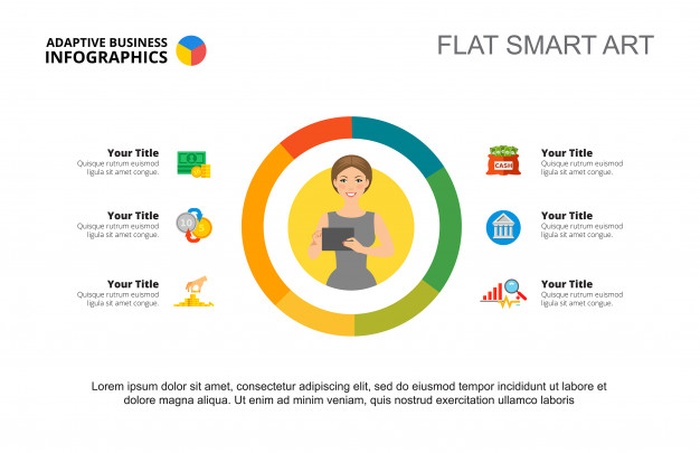 ADAPTIVE BUSINESS
INFOGRAPHICS
FLAT SMART ART
Your Title
Quisque rutrum euismod
ligula sit amet congue.
Your Title
Quisque rutrum euismod
ligula sit amet congue.
10
5
Your Title
Quisque rutrum euismod
ligula sit amet congue.
CASH
Your Title
Quisque rutrum euismod
ligula sit amet congue.
Your Title
Quisque rutrum euismod
ligula sit amet congue.
Your Title
Quisque rutrum euismod
ligula sit amet congue.
Lorem ipsum dolor sit amet, consectetur adipiscing elit, sed do eiusmod tempor incididunt ut labore et dolore
magna aliqua. Ut enim ad minim veniam, quis nostrud exercitation ullamco laboris